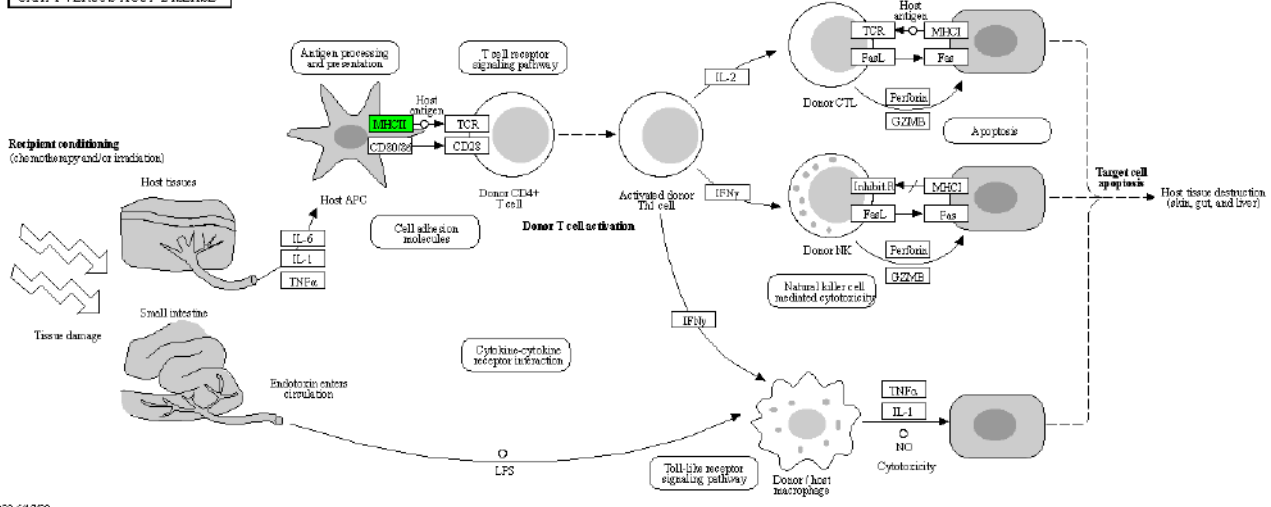 GRAFT-VERSUS-HOST DISEASE
Host
antigen
TCR
MHCI
FasL
Fas
Donor CTL
Perforin
GZMB
Apoptosis
Antigen processing
and presentation
T cell receptor
signaling pathway
IL-2
Host
antigen
MHCII
TCR
CD80/86
CD28
Host APC
Donor CD4+
T cell
Activated donor
Th1 cell
IFNγ
Donor T cell activation
Cell adhesion
molecules
Recipient conditioning
(chemotherapy and/or irradiation)
Host tissues
IL-6
IL-1
TNFα
Inhibit.R
MHCI
FasL
Fas
Donor NK
Perforin
GZMB
Natural killer cell
mediated cytotoxicity
Target cell
apoptosis
Host tissue destruction
(skin, gut, and liver)
Tissue damage
Small intestine
Endotoxin enters
circulation
IFNγ
Cytokine-cytokine
receptor interaction
LPS
Toll-like receptor
signaling pathway
Donor / host
macrophage
TNFα
IL-1
NO
Cytotoxicity